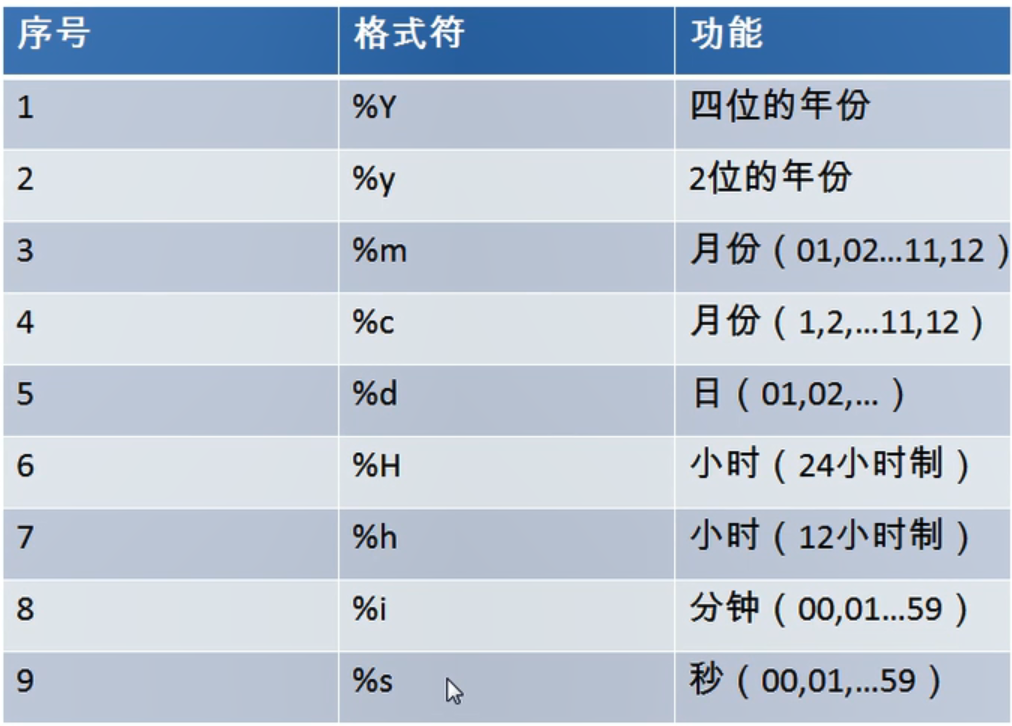 序号 格式符 功能
1 %Y 四位的年份
2 %y 2位的年份
3 %m 月份（01,02...11,12）
4 %c 月份（1,2,...11,12）
5 %d 日（01,02,...）
6 %H 小时（24小时制）
7 %h 小时（12小时制）
8 %i 分钟（00,01...59）
9 %s 秒（00,01,...59）